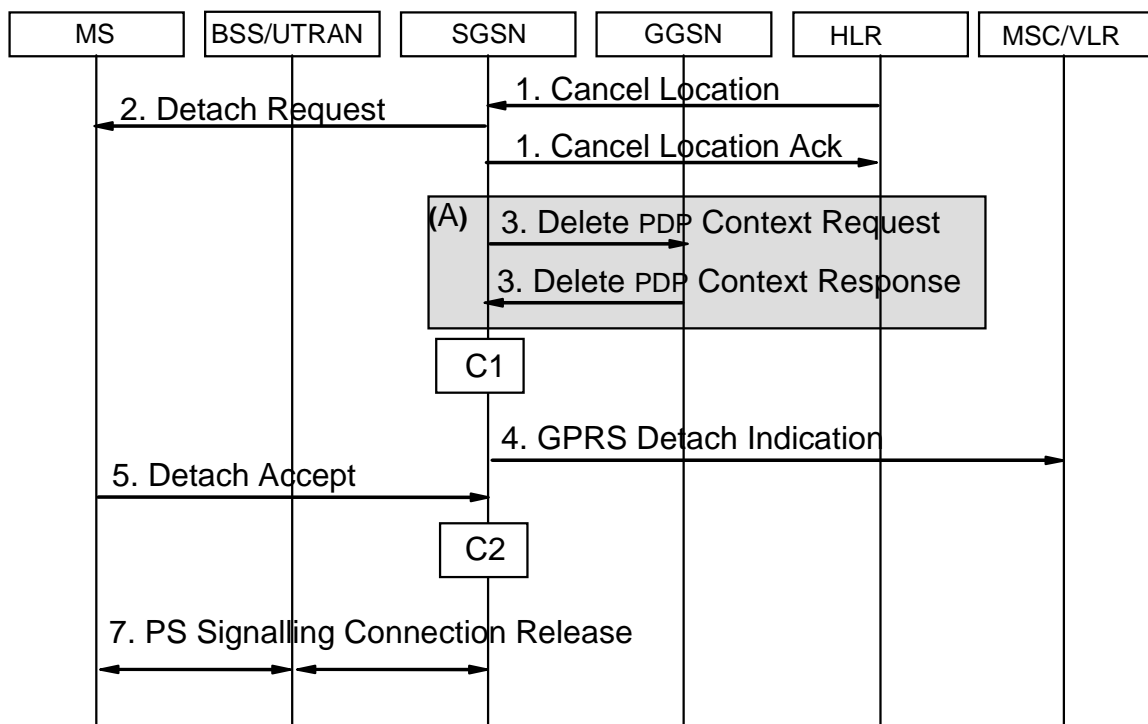 MS
BSS/UTRAN
SGSN
GGSN
HLR
MSC/VLR
1. Cancel Location
2. Detach Request
1. Cancel Location Ack
(A)
3. Delete PDP Context Request
3. Delete PDP Context Response
C1
4. GPRS Detach Indication
5. Detach Accept
C2
7. PS Signalling Connection Release